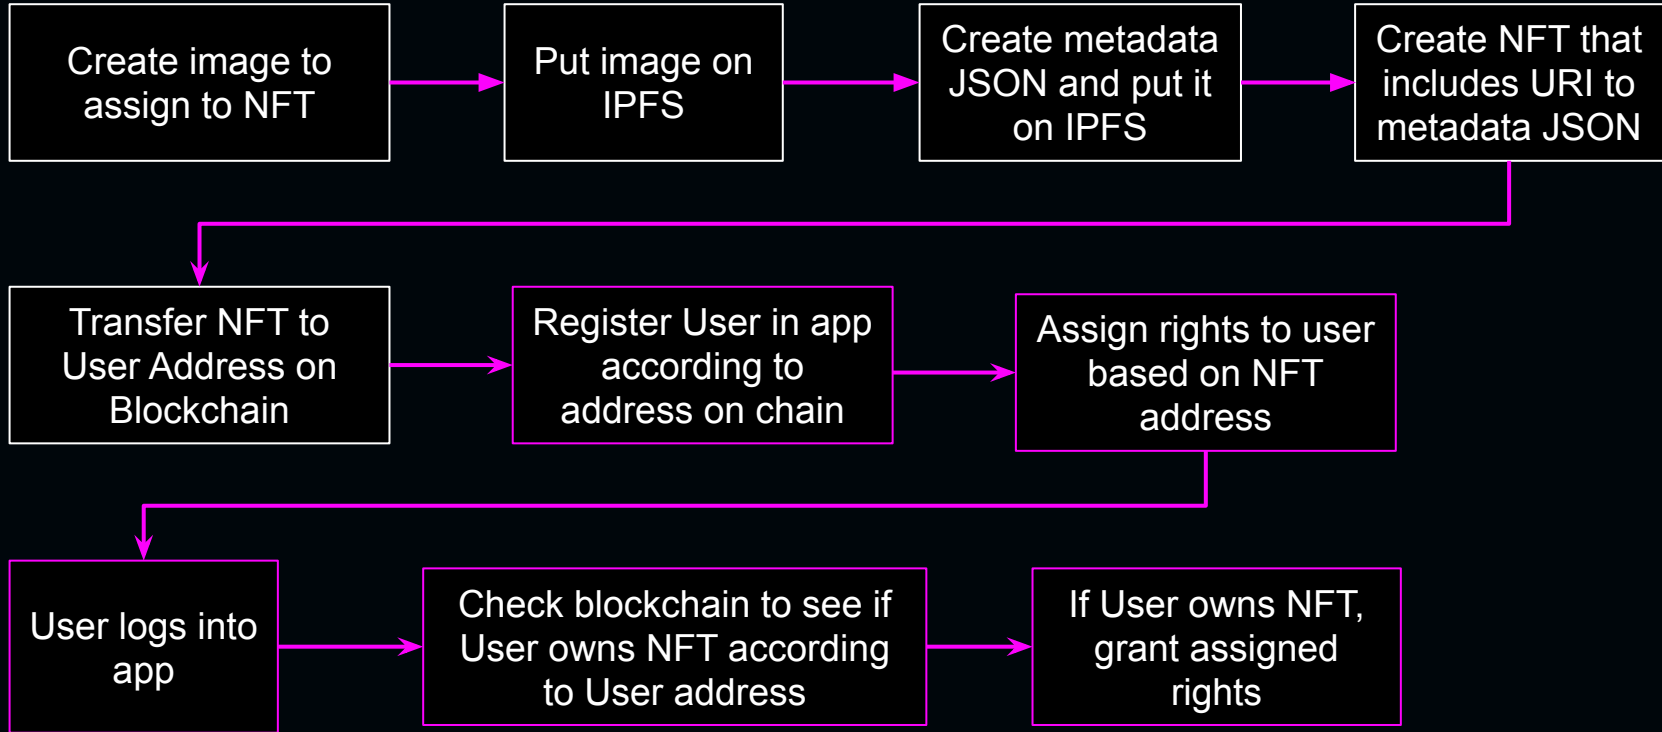 Create image to
assign to NFT
Put image on
IPFS
Create metadata
JSON and put it
on IPFS
Create NFT that
includes URI to
metadata JSON
Transfer NFT to
User Address on
Blockchain
Register User in app
according to
address on chain
Assign rights to user
based on NFT
address
User logs into
app
Check blockchain to see if
User owns NFT according
to User address
If User owns NFT,
grant assigned
rights